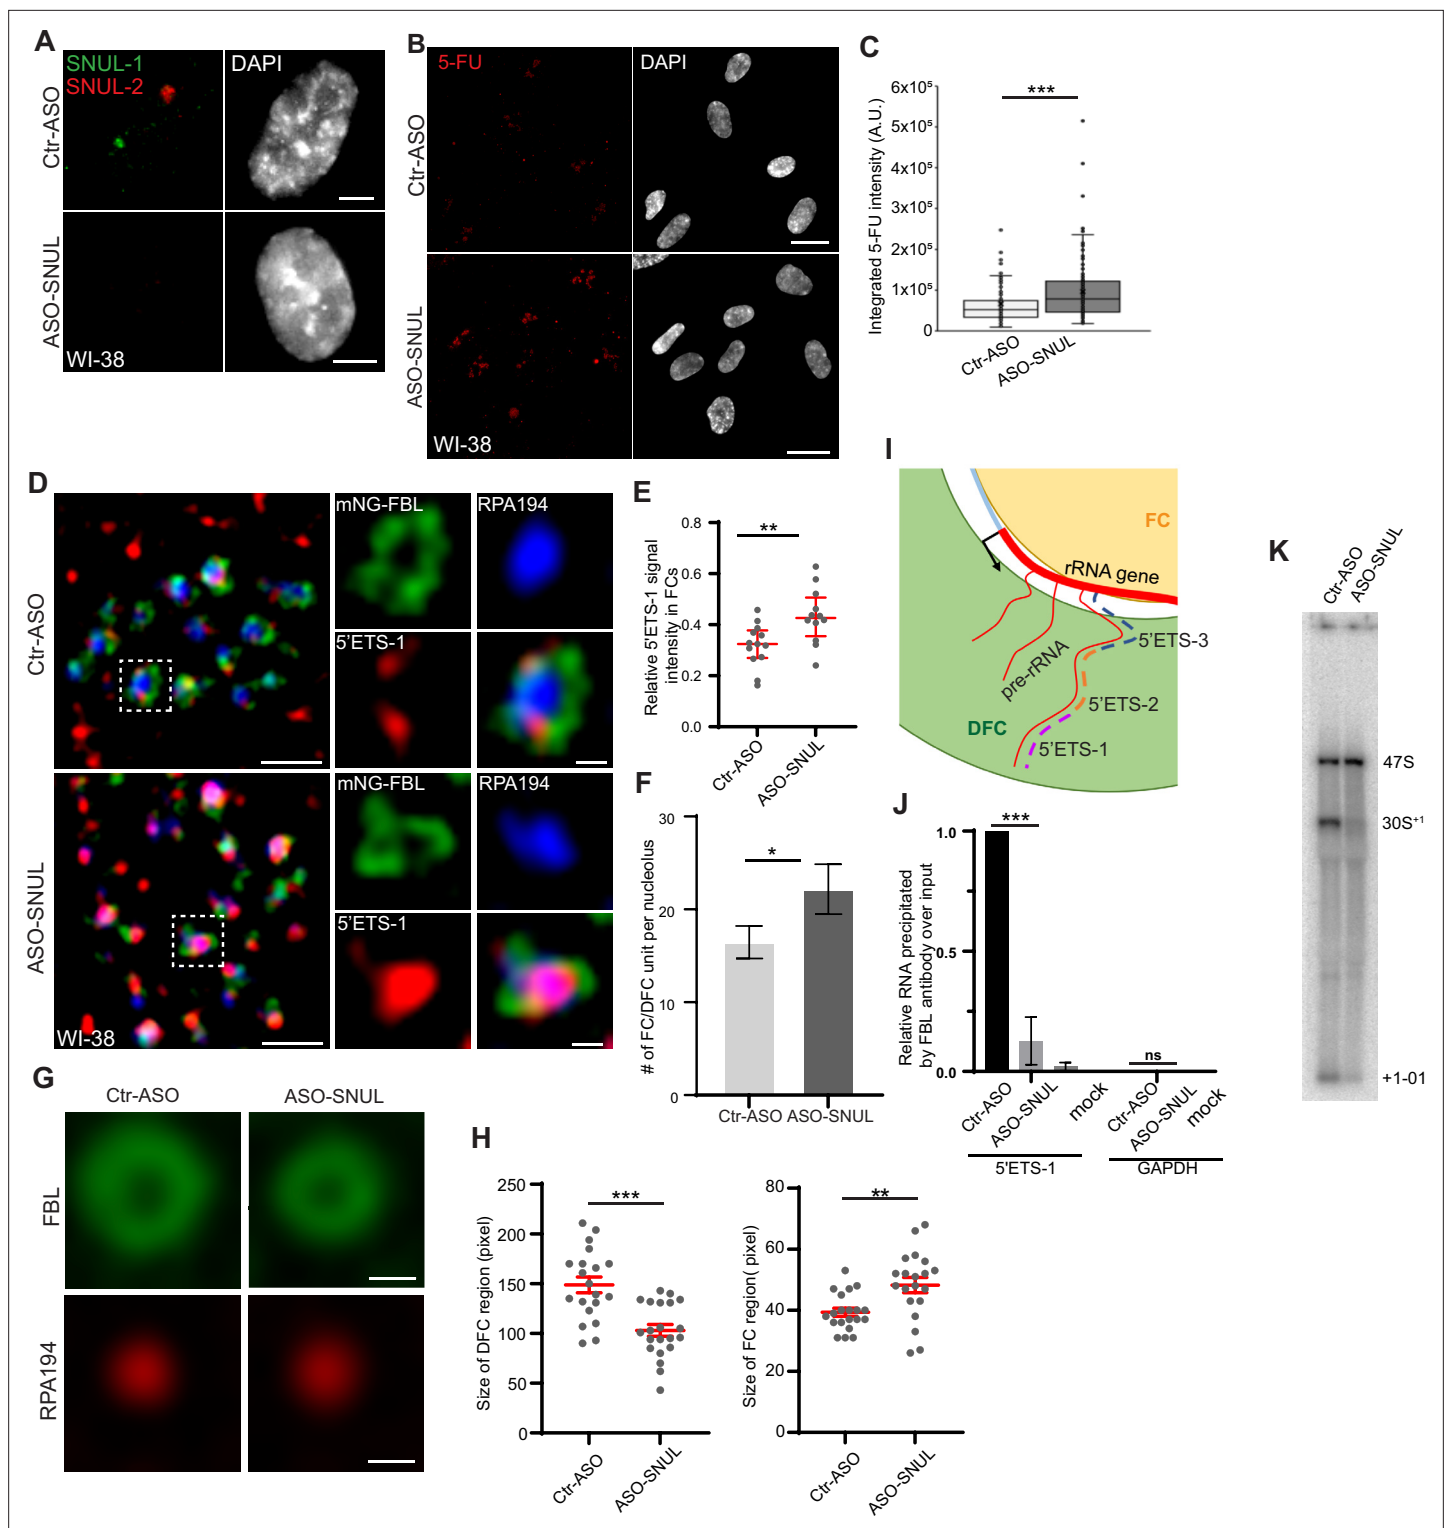 A
SNUL-1
SNUL-2
DAPI
Ctr-ASO
ASO-SNUL
WI-38
B
5-FU
DAPI
Ctr-ASO
ASO-SNUL
WI-38
C
Integrated 5-FU intensity (A.U.)
6x10⁵
5x10⁵
4x10⁵
3x10⁵
2x10⁵
1x10⁵
0
***
Ctr-ASO
ASO-SNUL
D
Ctr-ASO
ASO-SNUL
WI-38
mNG-FBL
RPA194
5'ETS-1
mNG-FBL
RPA194
5'ETS-1
E
Relative 5'ETS-1 signal
intensity in FCs
0.8
0.6
0.4
0.2
0.0
**
Ctr-ASO
ASO-SNUL
F
# of FC/DFC unit per nucleolus
30
20
10
0
*
Ctr-ASO
ASO-SNUL
G
Ctr-ASO
ASO-SNUL
FBL
RPA194
H
Size of DFC region (pixel)
250
200
150
100
50
0
***
Ctr-ASO
ASO-SNUL
Size of FC region( pixel)
80
60
40
20
0
**
Ctr-ASO
ASO-SNUL
I
FC
rRNA gene
pre-rRNA
DFC
5'ETS-3
5'ETS-2
5'ETS-1
J
Relative RNA precipitated
by FBL antibody over input
1.0
0.5
0.0
***
ns
Ctr-ASO
ASO-SNUL
mock
Ctr-ASO
ASO-SNUL
mock
5'ETS-1
GAPDH
K
Ctr-ASO
ASO-SNUL
47S
30S⁺¹
+1-01